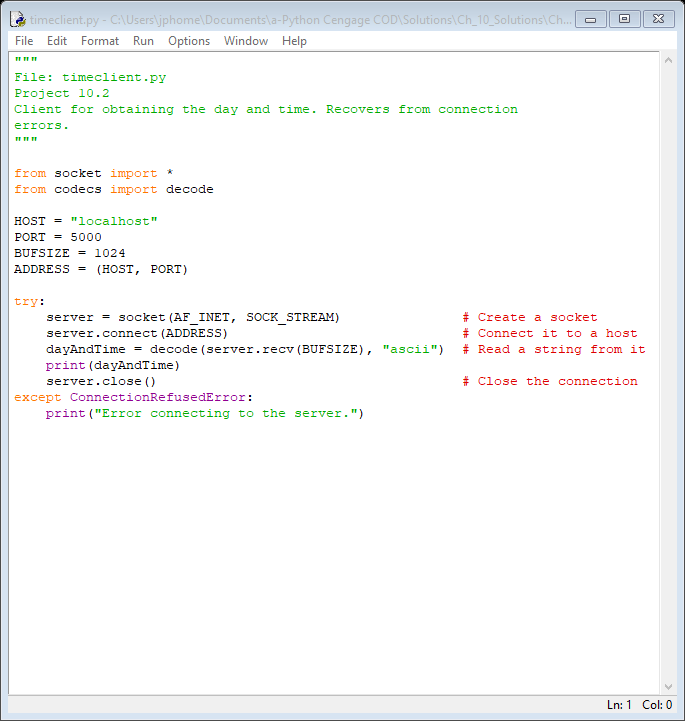 timeclient.py - C:\Users\jphome\Documents\a-Python Cengage COD\Solutions\Ch_10_Solutions\Ch...
File Edit Format Run Options Window Help
"""
File: timeclient.py
Project 10.2
Client for obtaining the day and time. Recovers from connection
errors.
"""
from socket import *
from codecs import decode
HOST = "localhost"
PORT = 5000
BUFSIZE = 1024
ADDRESS = (HOST, PORT)
try:
    server = socket(AF_INET, SOCK_STREAM)               # Create a socket
    server.connect(ADDRESS)                             # Connect it to a host
    dayAndTime = decode(server.recv(BUFSIZE), "ascii")  # Read a string from it
    print(dayAndTime)
    server.close()                                      # Close the connection
except ConnectionRefusedError:
    print("Error connecting to the server.")
Ln: 1 Col: 0